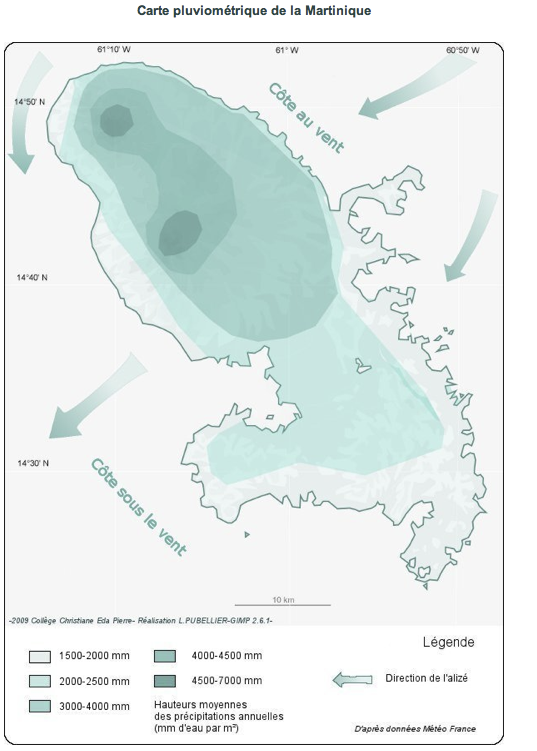 Carte pluviométrique de la Martinique
61°10' W
61° W
60°50' W
14°50' N
Côte au vent
14°40' N
14°30' N
Côte sous le vent
10 km
-2009 Collège Christiane Eda Pierre- Réalisation L.PUBELLIER-GIMP 2.6.1-
Légende
1500-2000 mm
4000-4500 mm
2000-2500 mm
4500-7000 mm
Direction de l'alizé
3000-4000 mm
Hauteurs moyennes
des précipitations annuelles
(mm d'eau par m²)
D'après données Météo France